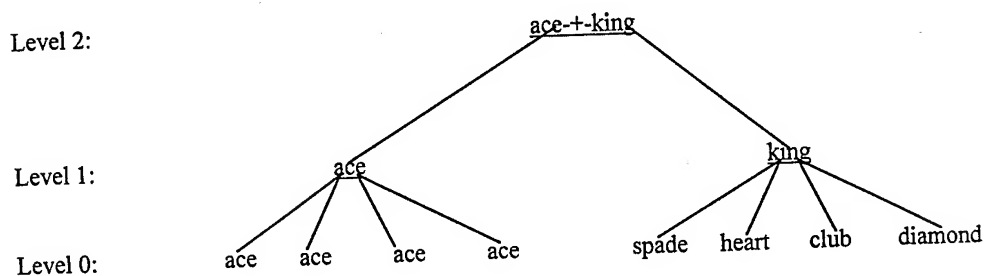 Level 2: ace-+-king
Level 1: ace king
Level 0: ace ace ace ace spade heart club diamond